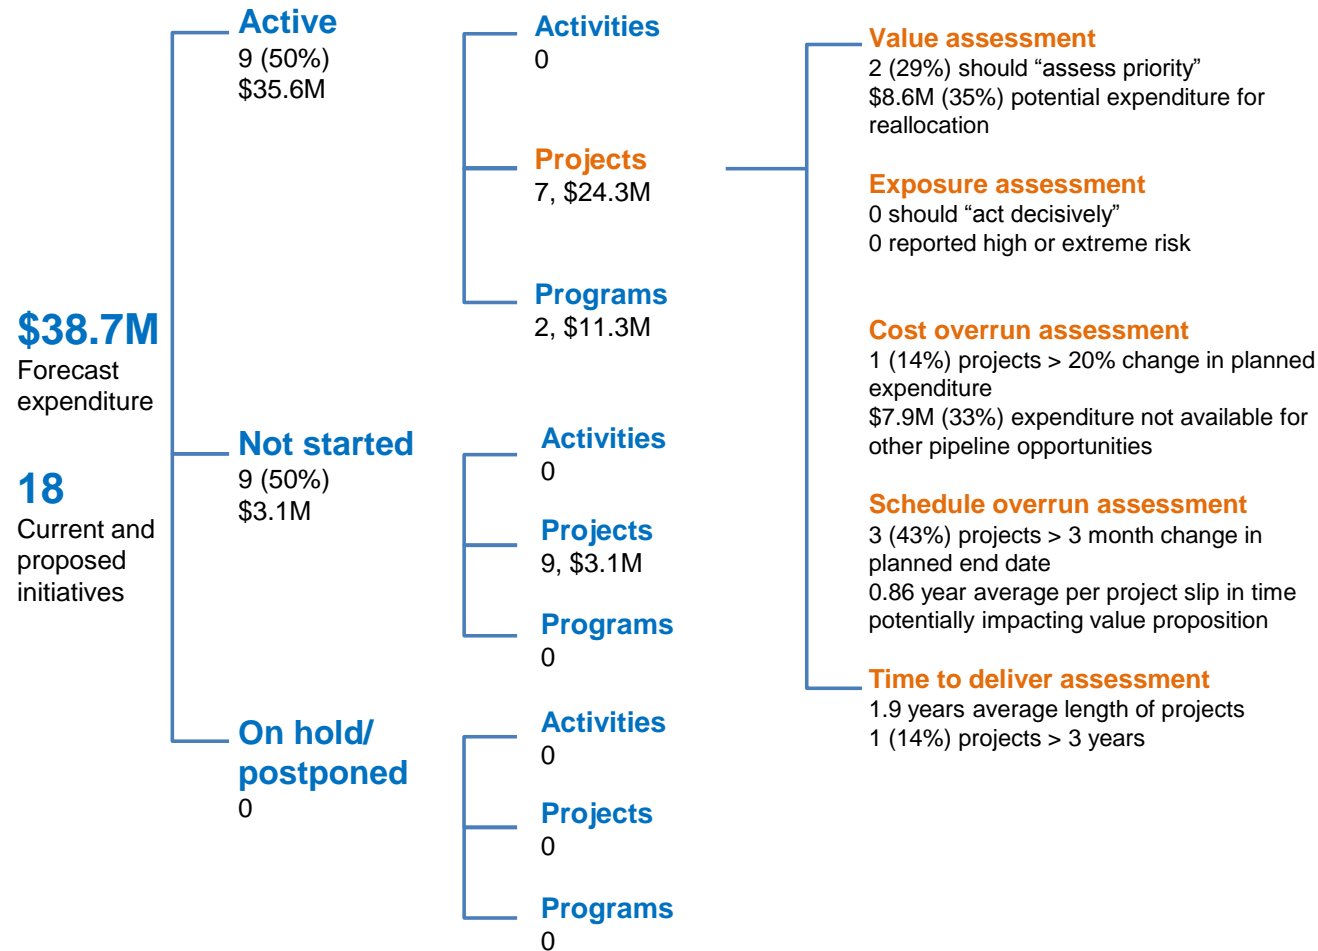 $38.7M
Forecast
expenditure
18
Current and
proposed
initiatives
Active
9 (50%)
$35.6M
Activities
0
Projects
7, $24.3M
Programs
2, $11.3M
Not started
9 (50%)
$3.1M
Activities
0
Projects
9, $3.1M
Programs
0
On hold/
postponed
0
Activities
0
Projects
0
Programs
0
Value assessment
2 (29%) should “assess priority”
$8.6M (35%) potential expenditure for
reallocation
Exposure assessment
0 should “act decisively”
0 reported high or extreme risk
Cost overrun assessment
1 (14%) projects > 20% change in planned
expenditure
$7.9M (33%) expenditure not available for
other pipeline opportunities
Schedule overrun assessment
3 (43%) projects > 3 month change in
planned end date
0.86 year average per project slip in time
potentially impacting value proposition
Time to deliver assessment
1.9 years average length of projects
1 (14%) projects > 3 years